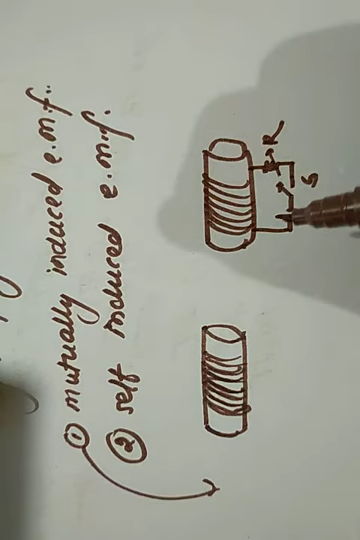 ① mutually induced e.m.f.
② self induced e.m.f.
R
S